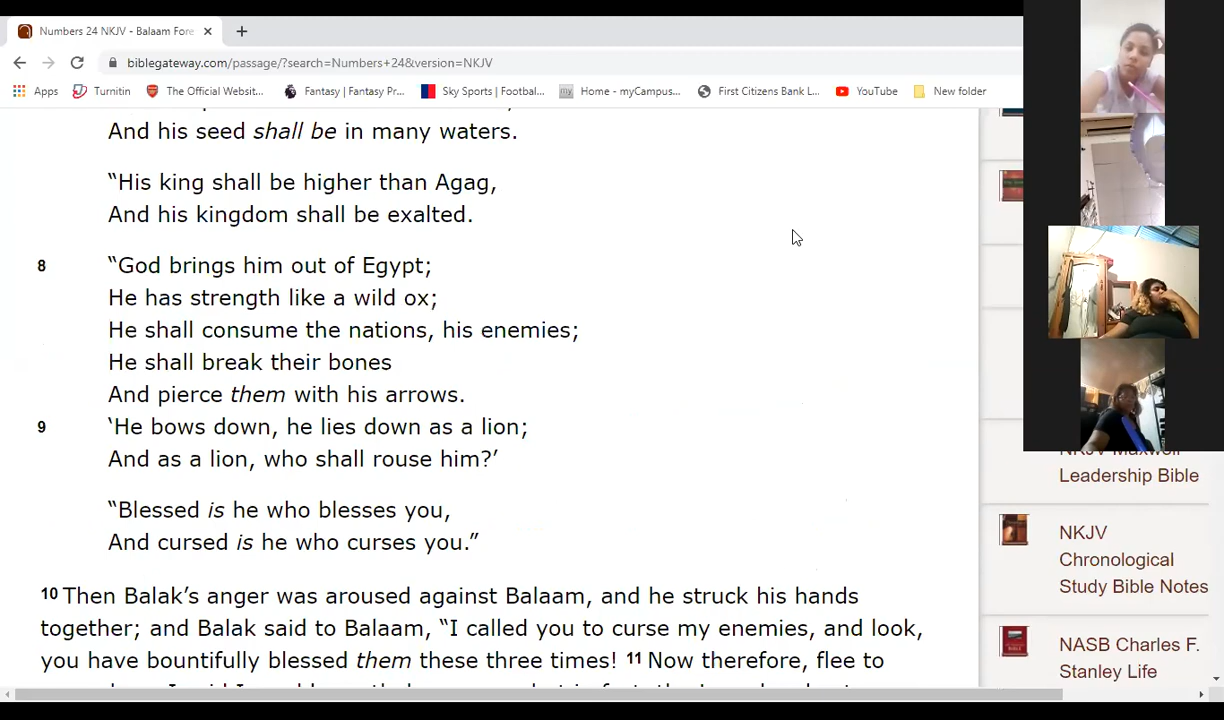 Numbers 24 NKJV - Balaam Fore
biblegateway.com/passage/?search=Numbers+24&version=NKJV
Apps Turnitin The Official Websit... Fantasy | Fantasy Pr... Sky Sports | Footbal... Home - myCampus... First Citizens Bank L... YouTube New folder
And his seed shall be in many waters.
“His king shall be higher than Agag,
And his kingdom shall be exalted.
8 “God brings him out of Egypt;
He has strength like a wild ox;
He shall consume the nations, his enemies;
He shall break their bones
And pierce them with his arrows.
9 ‘He bows down, he lies down as a lion;
And as a lion, who shall rouse him?’
“Blessed is he who blesses you,
And cursed is he who curses you.”
10 Then Balak’s anger was aroused against Balaam, and he struck his hands
together; and Balak said to Balaam, “I called you to curse my enemies, and look,
you have bountifully blessed them these three times! 11 Now therefore, flee to
NKJV Maxwell
Leadership Bible
NKJV
Chronological
Study Bible Notes
NASB Charles F.
Stanley Life